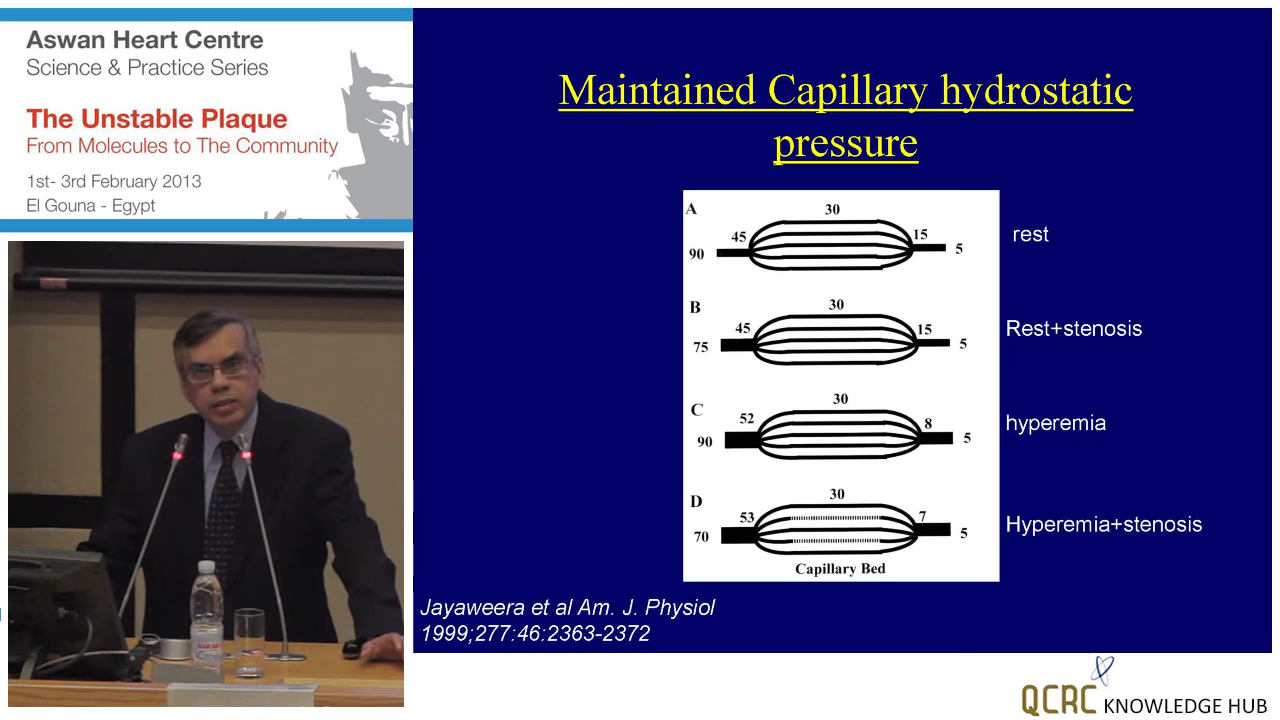 Aswan Heart Centre
Science & Practice Series
The Unstable Plaque
From Molecules to The Community
1st- 3rd February 2013
El Gouna - Egypt
Maintained Capillary hydrostatic
pressure
A
30
45
15
90
5
rest
B
30
45
15
75
5
Rest+stenosis
C
30
52
8
90
5
hyperemia
D
30
53
7
70
5
Hyperemia+stenosis
Capillary Bed
Jayaweera et al Am. J. Physiol
1999;277:46:2363-2372
QCRC KNOWLEDGE HUB